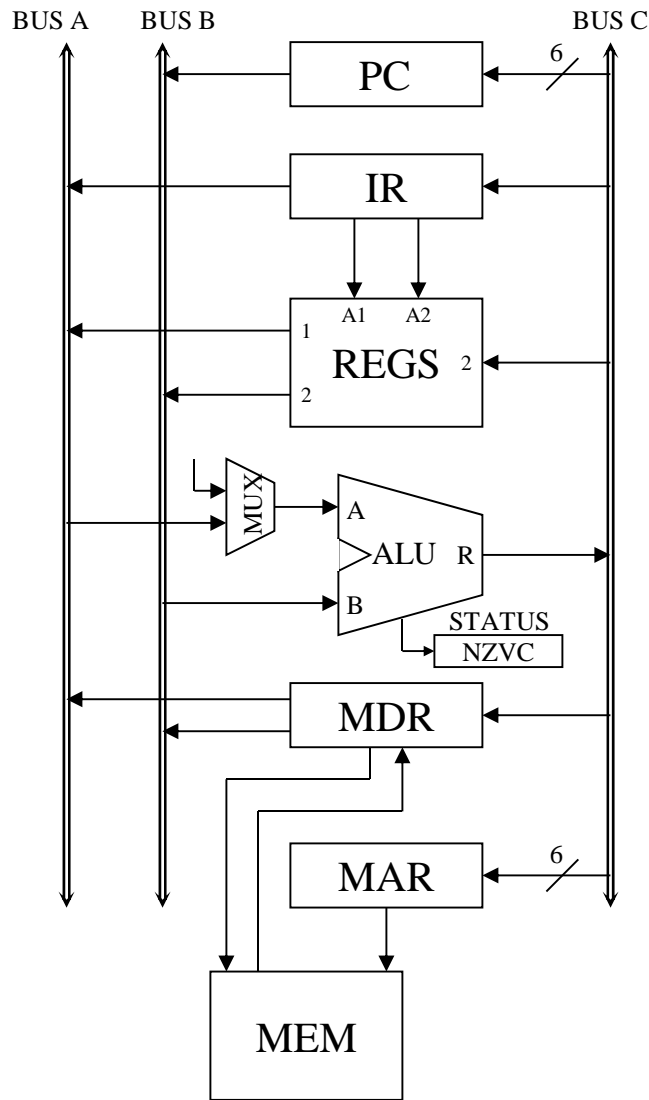 BUS A BUS B BUS C
6
PC
IR
A1 A2
1
REGS 2
2
MUX
A
ALU R
B
STATUS
NZVC
MDR
6
MAR
MEM